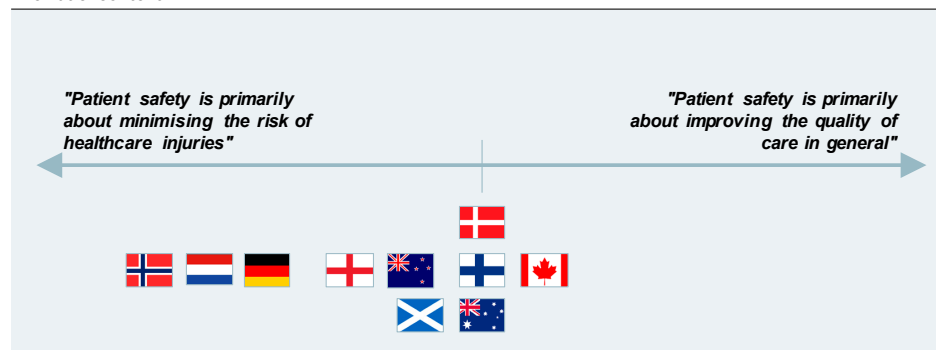 "Patient safety is primarily
about minimising the risk of
healthcare injuries"
"Patient safety is primarily
about improving the quality of
care in general"